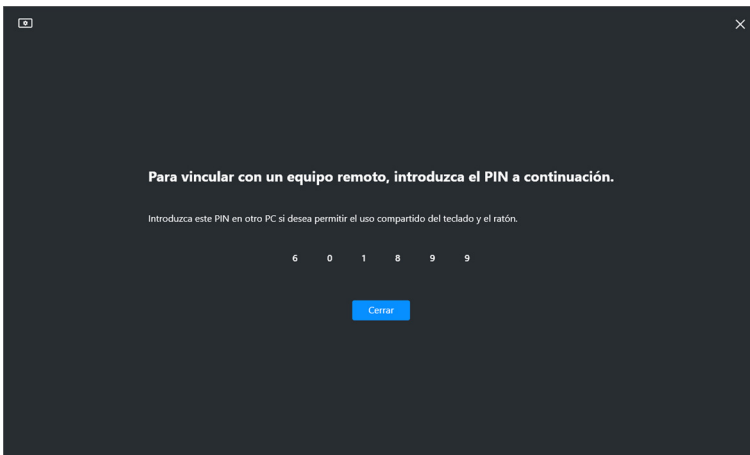 Para vincular con un equipo remoto, introduzca el PIN a continuación.
Introduzca este PIN en otro PC si desea permitir el uso compartido del teclado y el ratón.
6 0 1 8 9 9
Cerrar